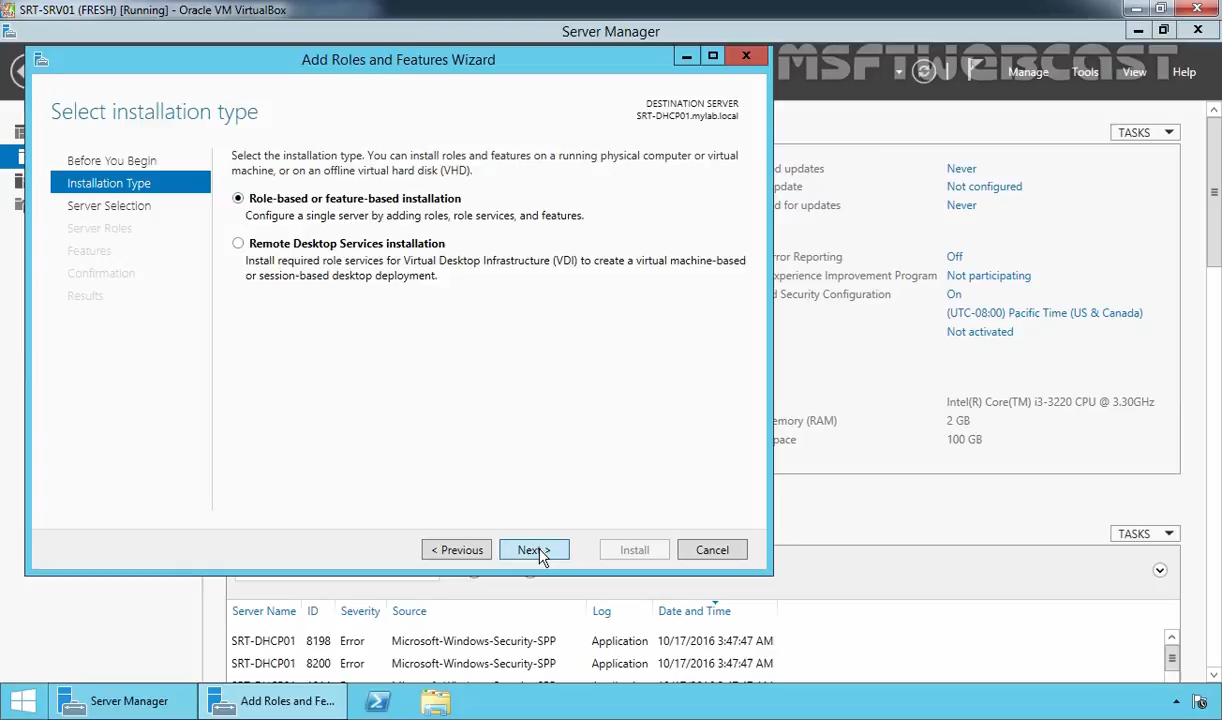 SRT-SRV01 (FRESH) [Running] - Oracle VM VirtualBox
Server Manager
Add Roles and Features Wizard
MSFTWEBCAST
Manage Tools View Help
Select installation type
DESTINATION SERVER
SRT-DHCP01.mylab.local
Before You Begin
Installation Type
Server Selection
Server Roles
Features
Confirmation
Results
Select the installation type. You can install roles and features on a running physical computer or virtual
machine, or on an offline virtual hard disk (VHD).
Role-based or feature-based installation
Configure a single server by adding roles, role services, and features.
Remote Desktop Services installation
Install required role services for Virtual Desktop Infrastructure (VDI) to create a virtual machine-based
or session-based desktop deployment.
< Previous
Next >
Install
Cancel
TASKS
d updates Never
update Not configured
d for updates Never
rror Reporting Off
xperience Improvement Program Not participating
d Security Configuration On
(UTC-08:00) Pacific Time (US & Canada)
Not activated
Intel(R) Core(TM) i3-3220 CPU @ 3.30GHz
emory (RAM) 2 GB
pace 100 GB
TASKS
Server Name ID Severity Source Log Date and Time
SRT-DHCP01 8198 Error Microsoft-Windows-Security-SPP Application 10/17/2016 3:47:47 AM
SRT-DHCP01 8200 Error Microsoft-Windows-Security-SPP Application 10/17/2016 3:47:47 AM
Server Manager
Add Roles and Fe...